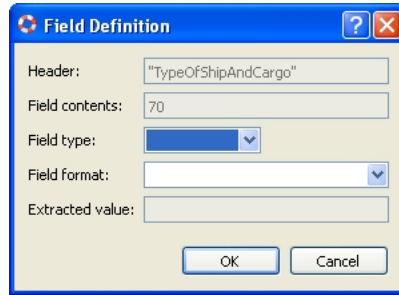 Field Definition
Header: "TypeOfShipAndCargo"
Field contents: 70
Field type:
Field format:
Extracted value:
OK Cancel